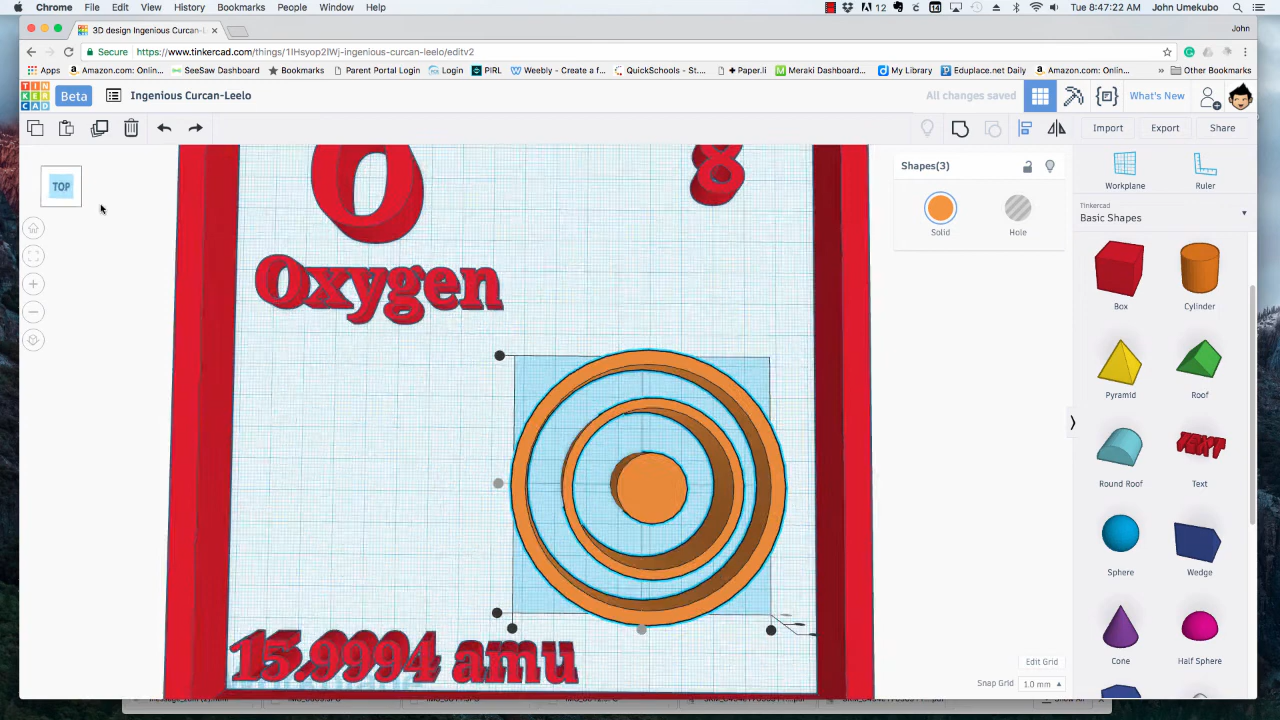 Chrome File Edit View History Bookmarks People Window Help 12 Tue 8:47:22 AM John Umekubo
3D design Ingenious Curcan-L John
Secure https://www.tinkercad.com/things/1IHsyop2IWj-ingenious-curcan-leelo/editv2
Apps Amazon.com: Onlin... SeeSaw Dashboard Bookmarks Parent Portal Login Login PIRL Weebly - Create a f... QuickSchools - St... Paper.li Meraki Dashboard... My Library Eduplace.net Daily Amazon.com: Onlin... » Other Bookmarks
TIN KER CAD Beta Ingenious Curcan-Leelo All changes saved What's New
Import Export Share
TOP
O 8
Oxygen
15.9994 amu
Shapes(3)
Solid Hole
Workplane Ruler
Tinkercad
Basic Shapes
Box Cylinder
Pyramid Roof
TEXT
Round Roof Text
Sphere Wedge
Cone Half Sphere
Edit Grid
Snap Grid 1.0 mm